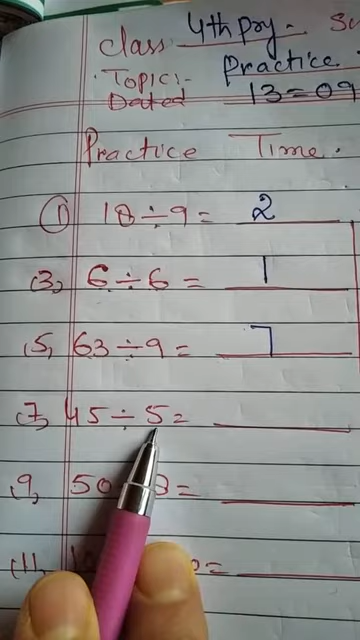 Class: 4th pry.
Topic:- Practice
Dated 13=09
Practice Time.
(1) 18÷9= 2
(3, 6÷6= 1
(5, 63÷9= 7
(7, 45÷5=
(9, 50 3=
(11,